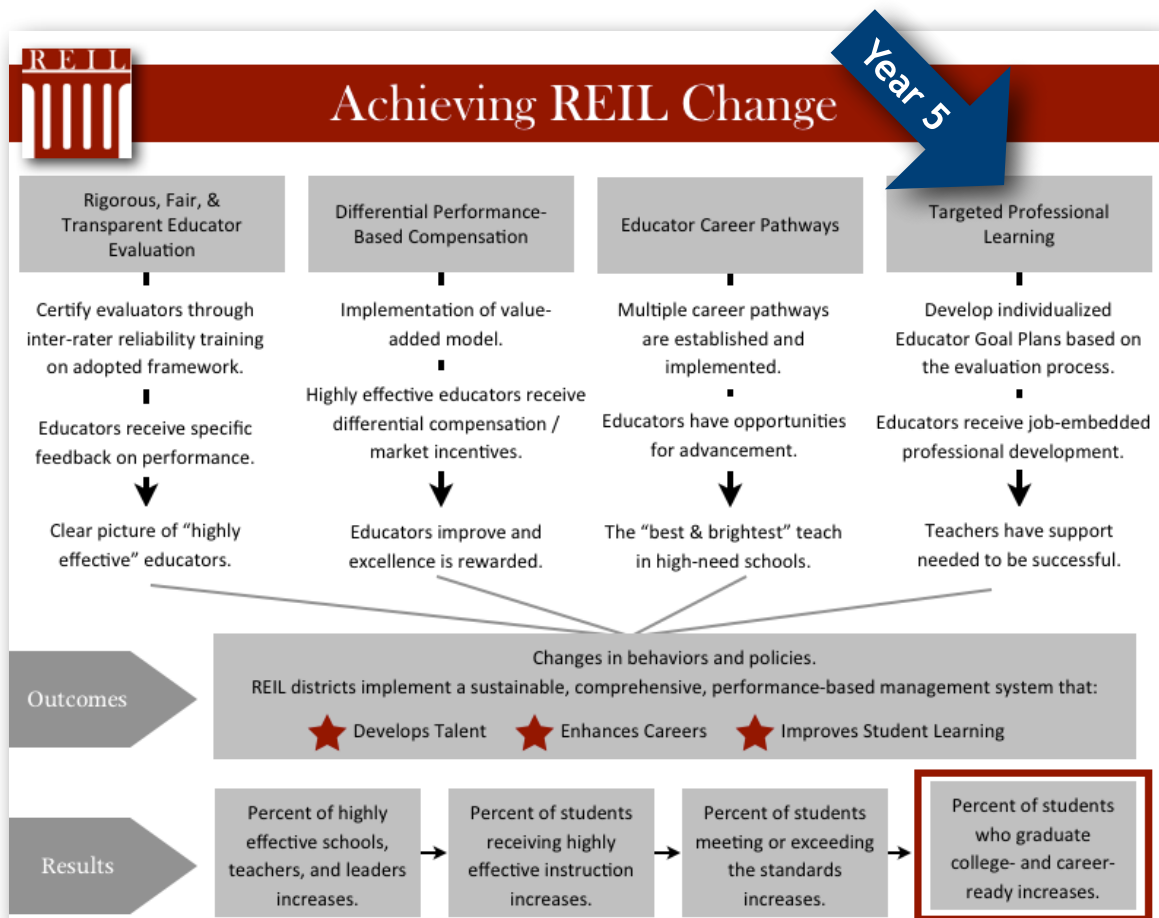 REIL
Achieving REIL Change
Year 5
Rigorous, Fair, &
Transparent Educator
Evaluation
Certify evaluators through
inter-rater reliability training
on adopted framework.
Educators receive specific
feedback on performance.
Clear picture of “highly
effective” educators.
Differential Performance-
Based Compensation
Implementation of value-
added model.
Highly effective educators receive
differential compensation /
market incentives.
Educators improve and
excellence is rewarded.
Educator Career Pathways
Multiple career pathways
are established and
implemented.
Educators have opportunities
for advancement.
The “best & brightest” teach
in high-need schools.
Targeted Professional
Learning
Develop individualized
Educator Goal Plans based on
the evaluation process.
Educators receive job-embedded
professional development.
Teachers have support
needed to be successful.
Outcomes
Changes in behaviors and policies.
REIL districts implement a sustainable, comprehensive, performance-based management system that:
Develops Talent Enhances Careers Improves Student Learning
Results
Percent of highly
effective schools,
teachers, and leaders
increases.
Percent of students
receiving highly
effective instruction
increases.
Percent of students
meeting or exceeding
the standards
increases.
Percent of students
who graduate
college- and career-
ready increases.